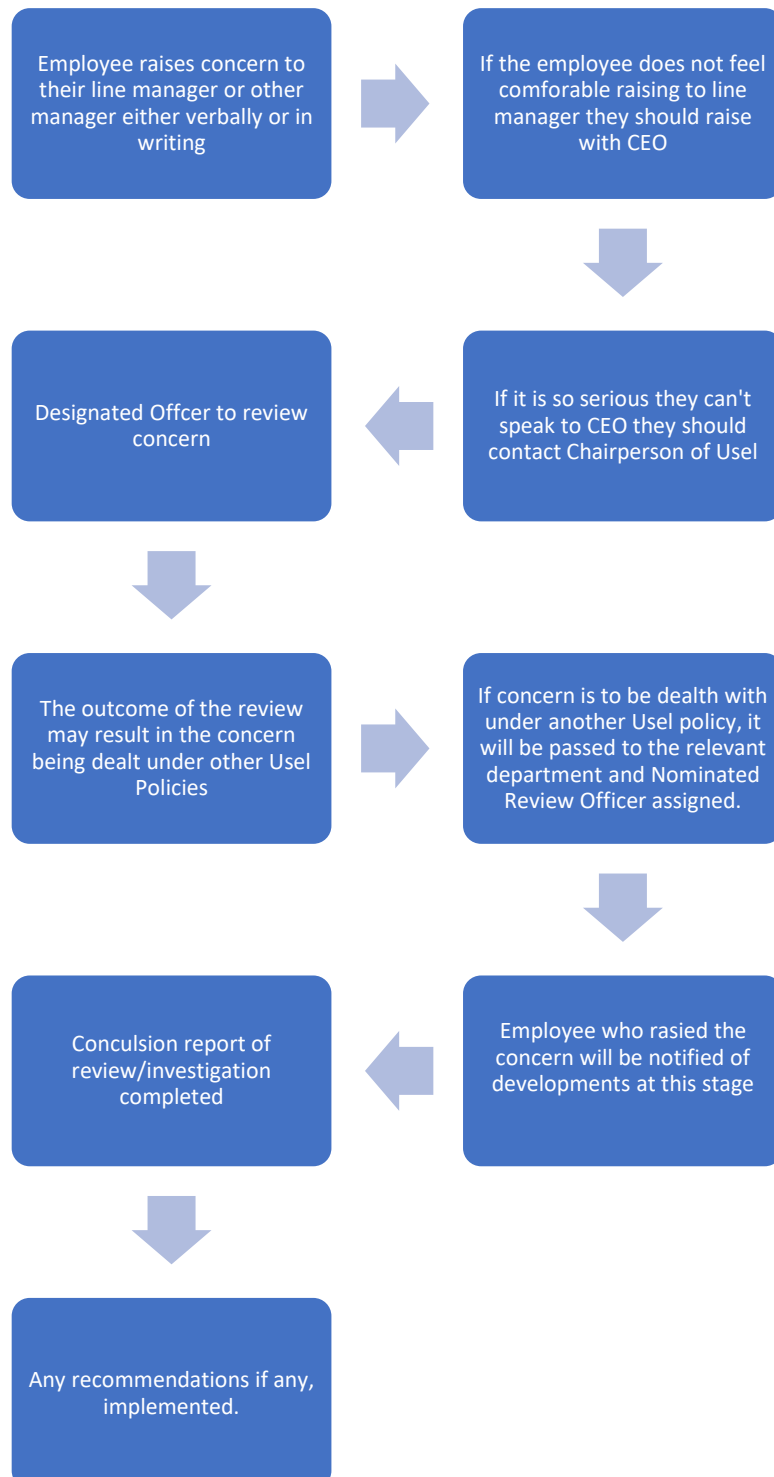 Employee raises concern to
their line manager or other
manager either verbally or in
writing
If the employee does not feel
comforable raising to line
manager they should raise
with CEO
If it is so serious they can't
speak to CEO they should
contact Chairperson of Usel
Designated Offcer to review
concern
The outcome of the review
may result in the concern
being dealt under other Usel
Policies
If concern is to be dealth with
under another Usel policy, it
will be passed to the relevant
department and Nominated
Review Officer assigned.
Employee who rasied the
concern will be notified of
developments at this stage
Conculsion report of
review/investigation
completed
Any recommendations if any,
implemented.